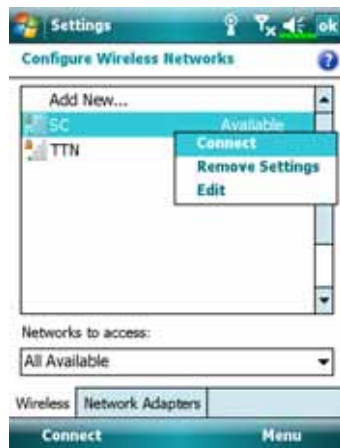 Settings ok
Configure Wireless Networks
Add New...
SC Available
Connect
TTN
Remove Settings
Edit
Networks to access:
All Available
Wireless Network Adapters
Connect Menu